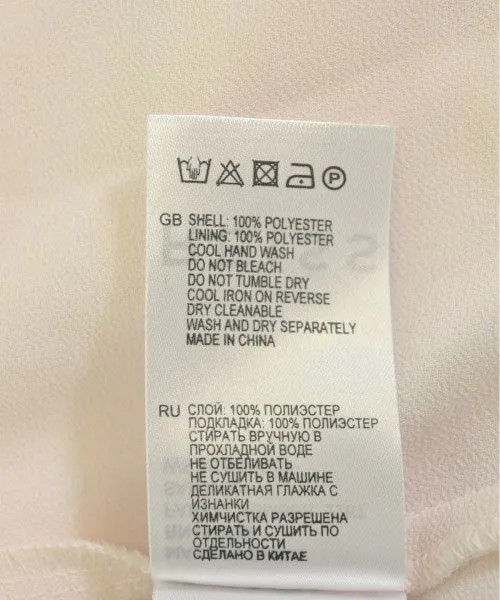 P
GB SHELL: 100% POLYESTER
LINING: 100% POLYESTER
COOL HAND WASH
DO NOT BLEACH
DO NOT TUMBLE DRY
COOL IRON ON REVERSE
DRY CLEANABLE
WASH AND DRY SEPARATELY
MADE IN CHINA
RU СЛОЙ: 100% ПОЛИЭСТЕР
ПОДКЛАДКА: 100% ПОЛИЭСТЕР
СТИРАТЬ ВРУЧНУЮ В
ПРОХЛАДНОЙ ВОДЕ
НЕ ОТБЕЛИВАТЬ
НЕ СУШИТЬ В МАШИНЕ
ДЕЛИКАТНАЯ ГЛАЖКА С
ИЗНАНКИ
ХИМЧИСТКА РАЗРЕШЕНА
СТИРАТЬ И СУШИТЬ ПО
ОТДЕЛЬНОСТИ
СДЕЛАНО В КИТАЕ